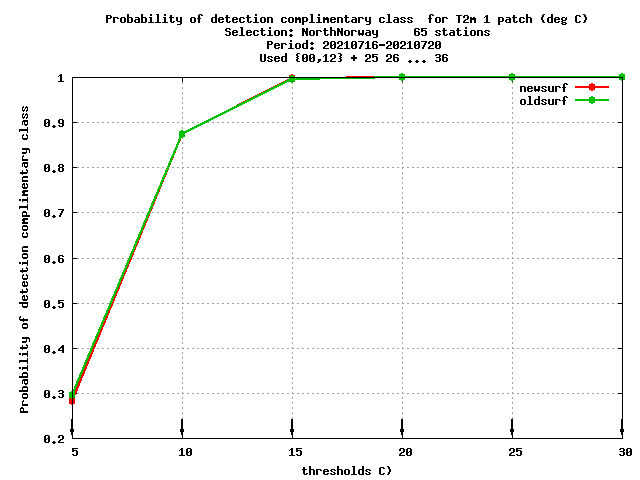 Probability of detection complimentary class  for T2m 1 patch (deg C)
Selection: NorthNorway     65 stations
Period: 20210716-20210720
Used {00,12} + 25 26 ... 36
newsurf
oldsurf
Probability of detection complimentary class
1
0.9
0.8
0.7
0.6
0.5
0.4
0.3
0.2
5 10 15 20 25 30
thresholds C)